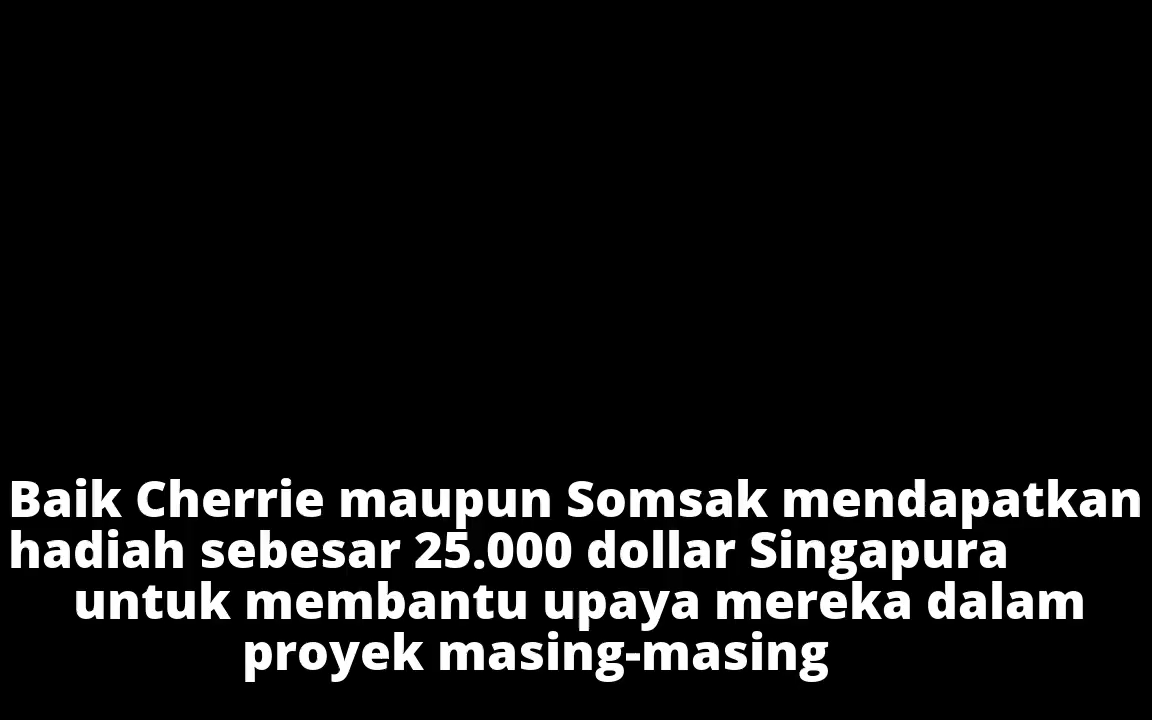 Baik Cherrie maupun Somsak mendapatkan
hadiah sebesar 25.000 dollar Singapura
untuk membantu upaya mereka dalam
proyek masing-masing